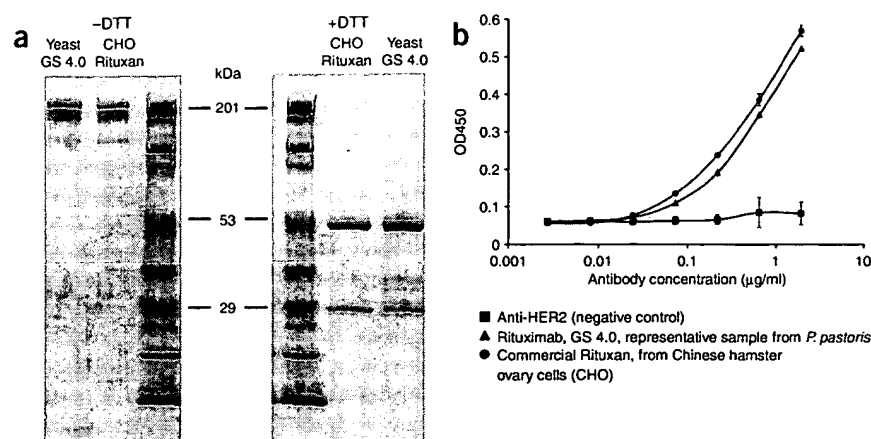 a
–DTT
Yeast GS 4.0
CHO Rituxan
kDa
+DTT
CHO Rituxan
Yeast GS 4.0
201
53
29
b
0.6
0.5
0.4
0.3
0.2
0.1
0
OD450
0.001
0.01
0.1
1
10
Antibody concentration (µg/ml)
Anti-HER2 (negative control)
Rituximab, GS 4.0, representative sample from P. pastoris
Commercial Rituxan, from Chinese hamster
ovary cells (CHO)